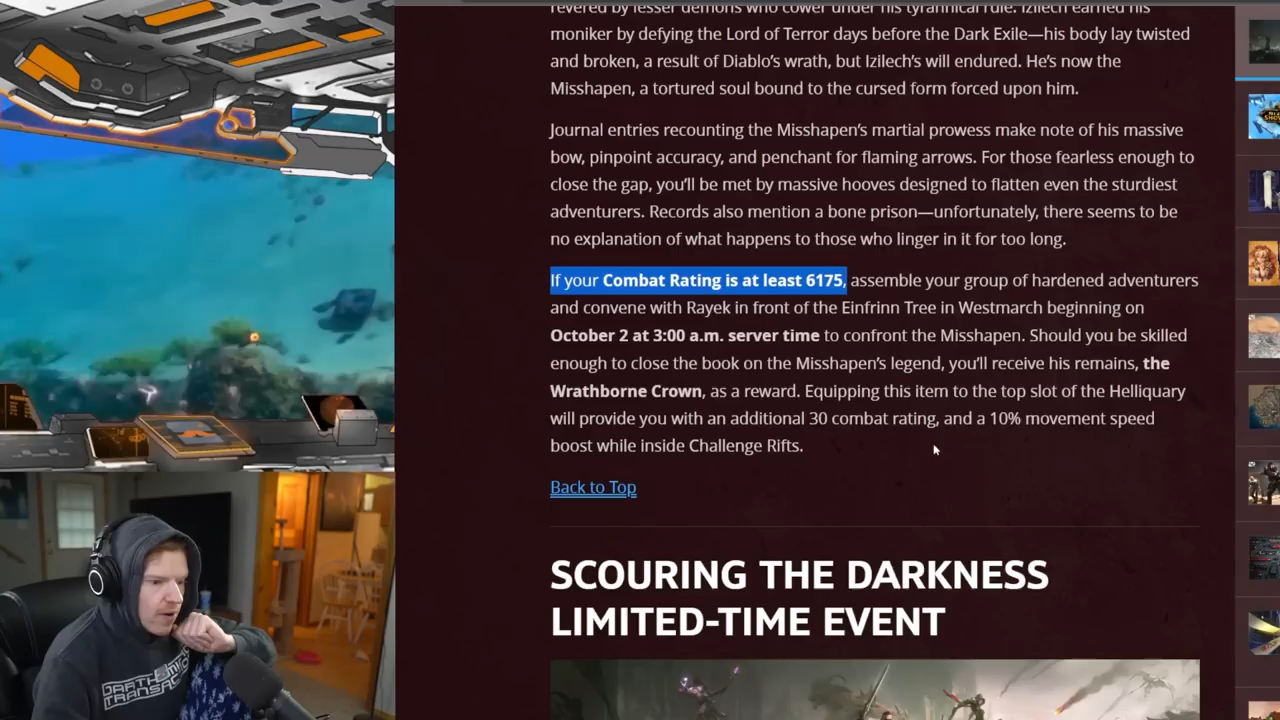 revered by lesser demons who cower under his tyrannical rule. Izilech earned his
moniker by defying the Lord of Terror days before the Dark Exile—his body lay twisted
and broken, a result of Diablo’s wrath, but Izilech’s will endured. He’s now the
Misshapen, a tortured soul bound to the cursed form forced upon him.
Journal entries recounting the Misshapen’s martial prowess make note of his massive
bow, pinpoint accuracy, and penchant for flaming arrows. For those fearless enough to
close the gap, you’ll be met by massive hooves designed to flatten even the sturdiest
adventurers. Records also mention a bone prison—unfortunately, there seems to be
no explanation of what happens to those who linger in it for too long.
If your Combat Rating is at least 6175, assemble your group of hardened adventurers
and convene with Rayek in front of the Einfrinn Tree in Westmarch beginning on
October 2 at 3:00 a.m. server time to confront the Misshapen. Should you be skilled
enough to close the book on the Misshapen’s legend, you’ll receive his remains, the
Wrathborne Crown, as a reward. Equipping this item to the top slot of the Helliquary
will provide you with an additional 30 combat rating, and a 10% movement speed
boost while inside Challenge Rifts.
Back to Top
SCOURING THE DARKNESS
LIMITED-TIME EVENT
DARTH